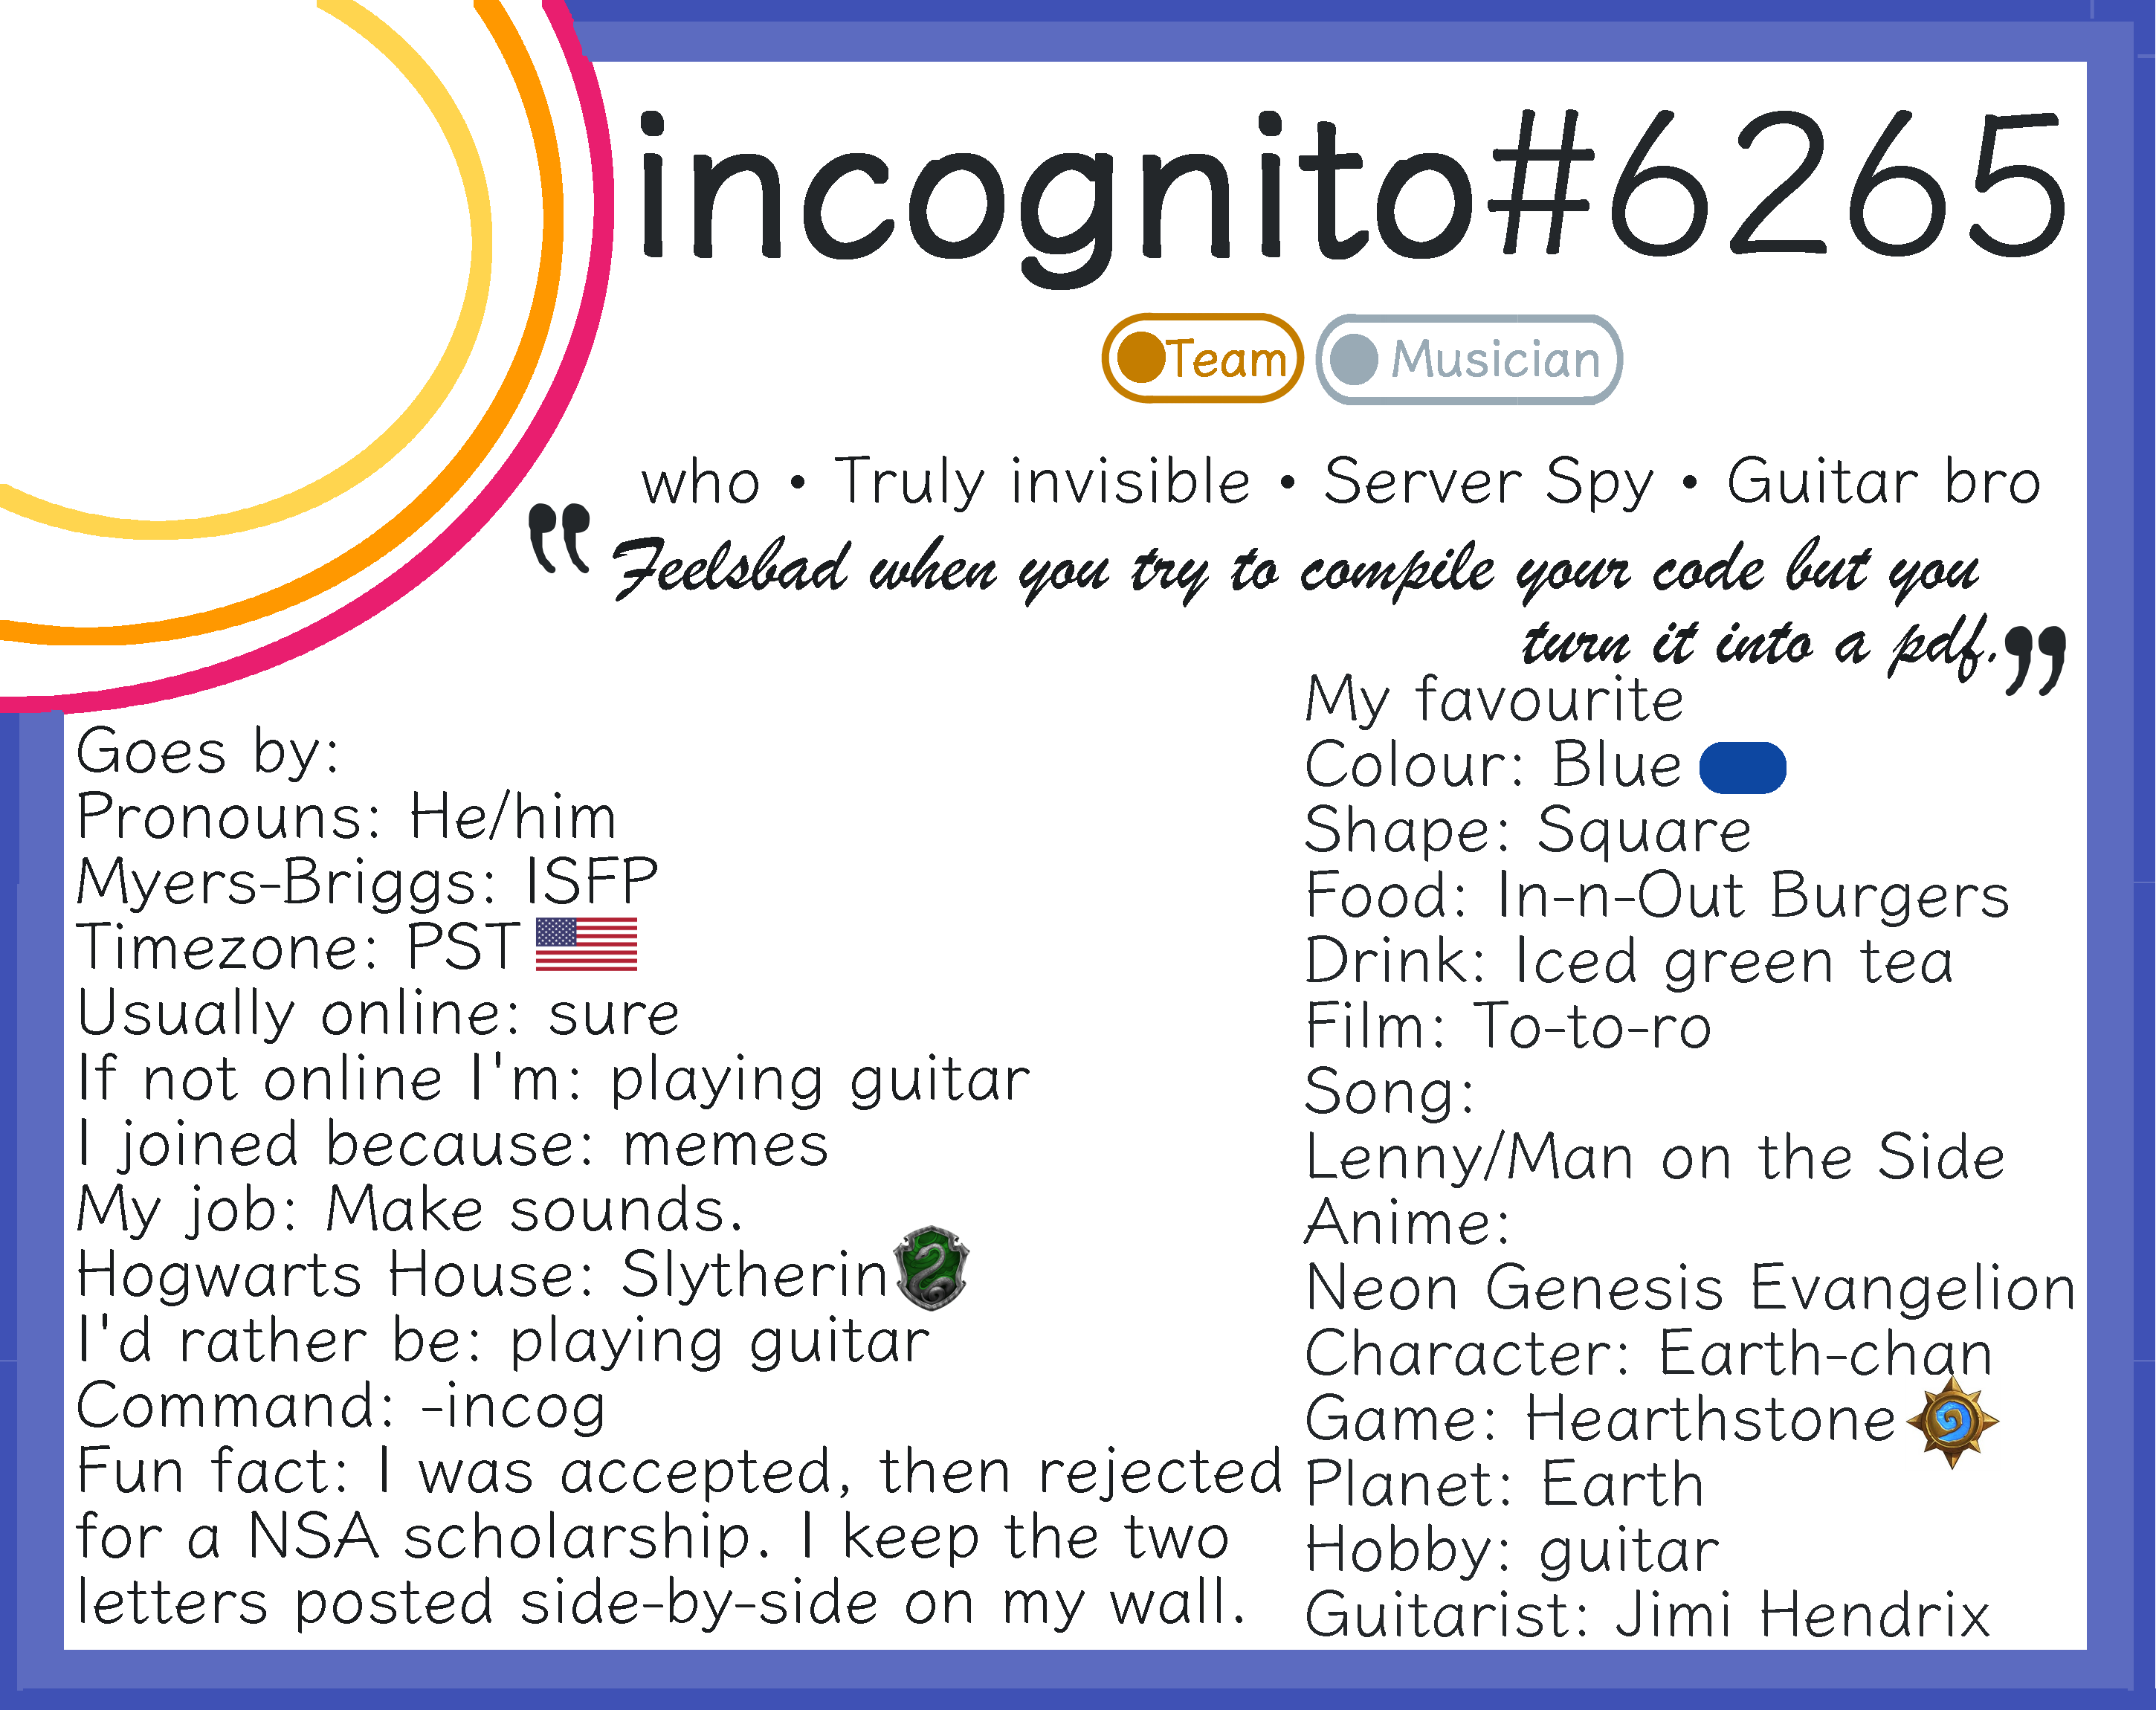 incognito#6265
Team
Musician
who • Truly invisible • Server Spy • Guitar bro
“Feelsbad when you try to compile your code but you
turn it into a pdf.”
Goes by:
Pronouns: He/him
Myers-Briggs: ISFP
Timezone: PST
Usually online: sure
If not online I'm: playing guitar
I joined because: memes
My job: Make sounds.
Hogwarts House: Slytherin
I'd rather be: playing guitar
Command: -incog
Fun fact: I was accepted, then rejected
for a NSA scholarship. I keep the two
letters posted side-by-side on my wall.
My favourite
Colour: Blue
Shape: Square
Food: In-n-Out Burgers
Drink: Iced green tea
Film: To-to-ro
Song:
Lenny/Man on the Side
Anime:
Neon Genesis Evangelion
Character: Earth-chan
Game: Hearthstone
Planet: Earth
Hobby: guitar
Guitarist: Jimi Hendrix